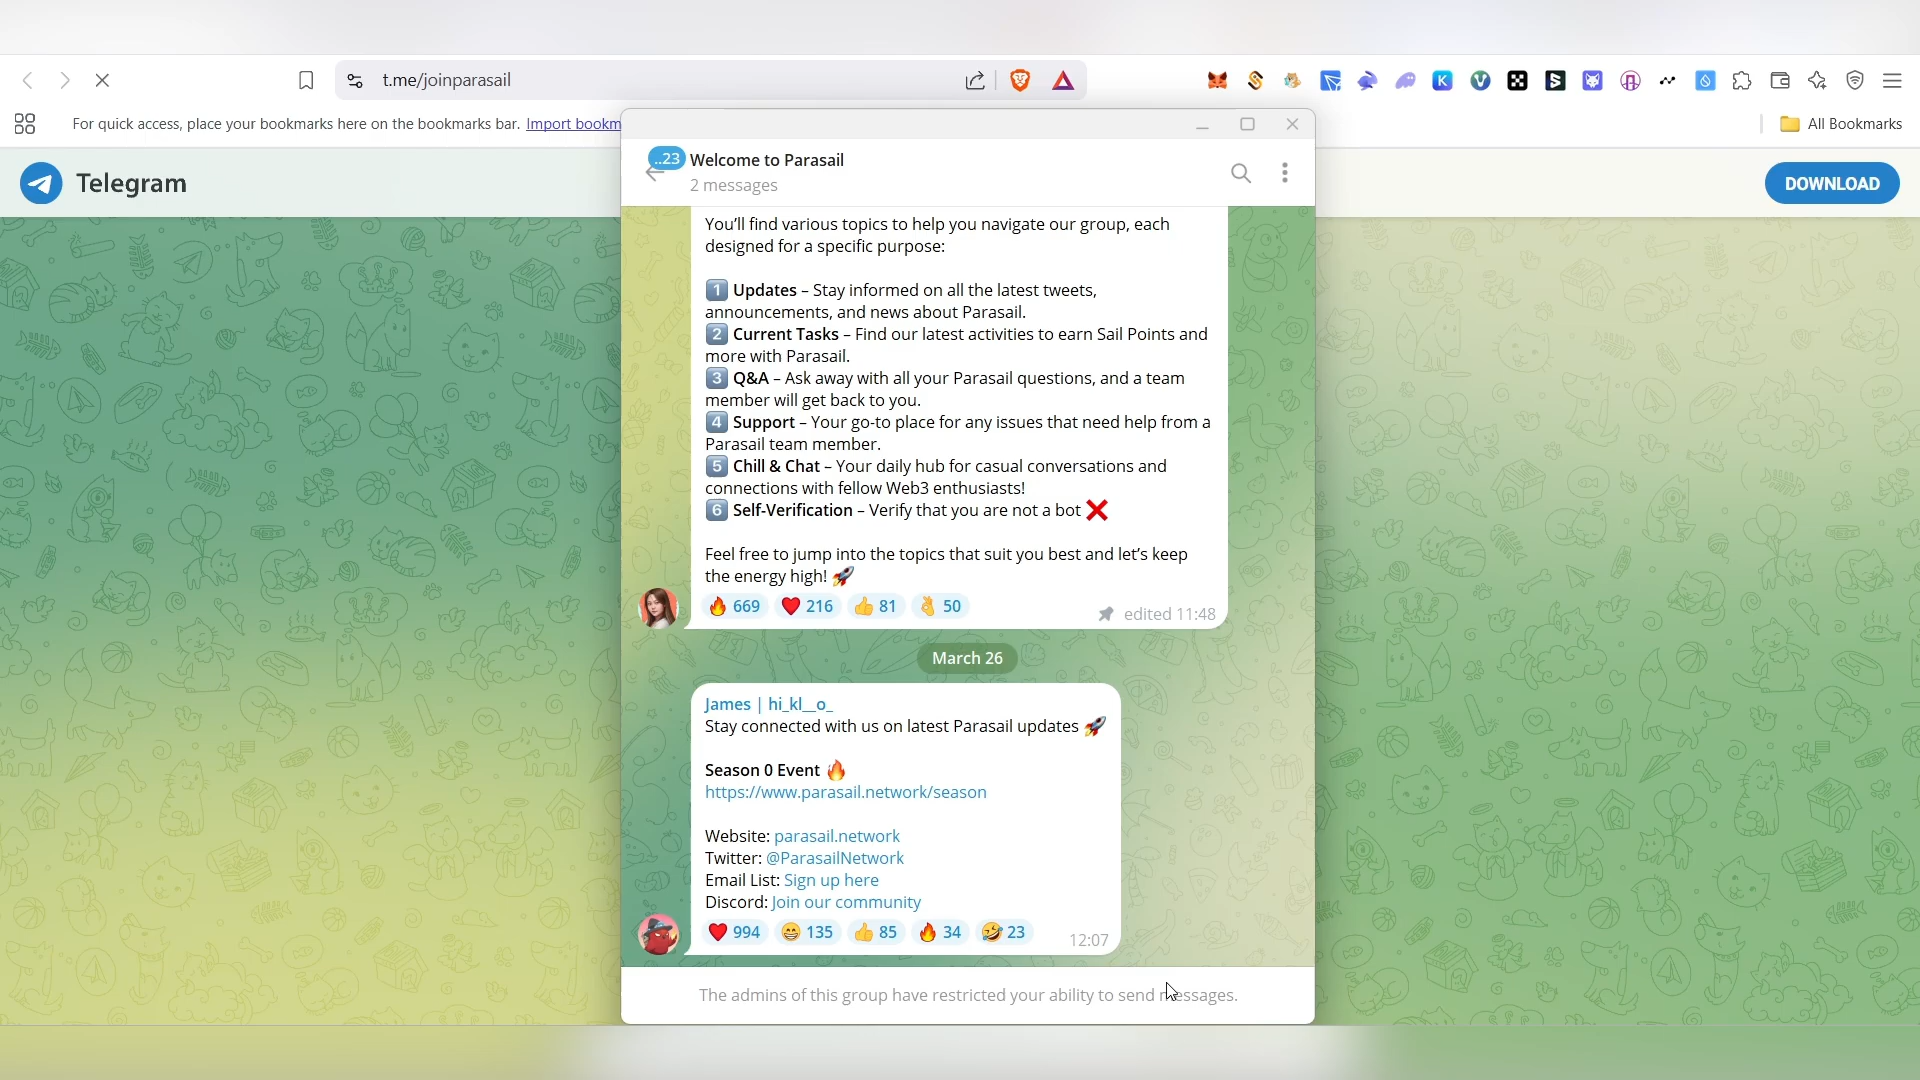 t.me/joinparasail
For quick access, place your bookmarks here on the bookmarks bar. Import bookm
All Bookmarks
Telegram
DOWNLOAD
..23
Welcome to Parasail
2 messages
You'll find various topics to help you navigate our group, each
designed for a specific purpose:
1 Updates – Stay informed on all the latest tweets,
announcements, and news about Parasail.
2 Current Tasks – Find our latest activities to earn Sail Points and
more with Parasail.
3 Q&A – Ask away with all your Parasail questions, and a team
member will get back to you.
4 Support – Your go-to place for any issues that need help from a
Parasail team member.
5 Chill & Chat – Your daily hub for casual conversations and
connections with fellow Web3 enthusiasts!
6 Self-Verification – Verify that you are not a bot ❌
Feel free to jump into the topics that suit you best and let's keep
the energy high! 🚀
🔥 669 ❤️ 216 👍 81 👌 50
edited 11:48
March 26
James | hi_kl__o_
Stay connected with us on latest Parasail updates 🚀
Season 0 Event 🔥
https://www.parasail.network/season
Website: parasail.network
Twitter: @ParasailNetwork
Email List: Sign up here
Discord: Join our community
❤️ 994 😁 135 👍 85 🔥 34 🤣 23
12:07
The admins of this group have restricted your ability to send messages.